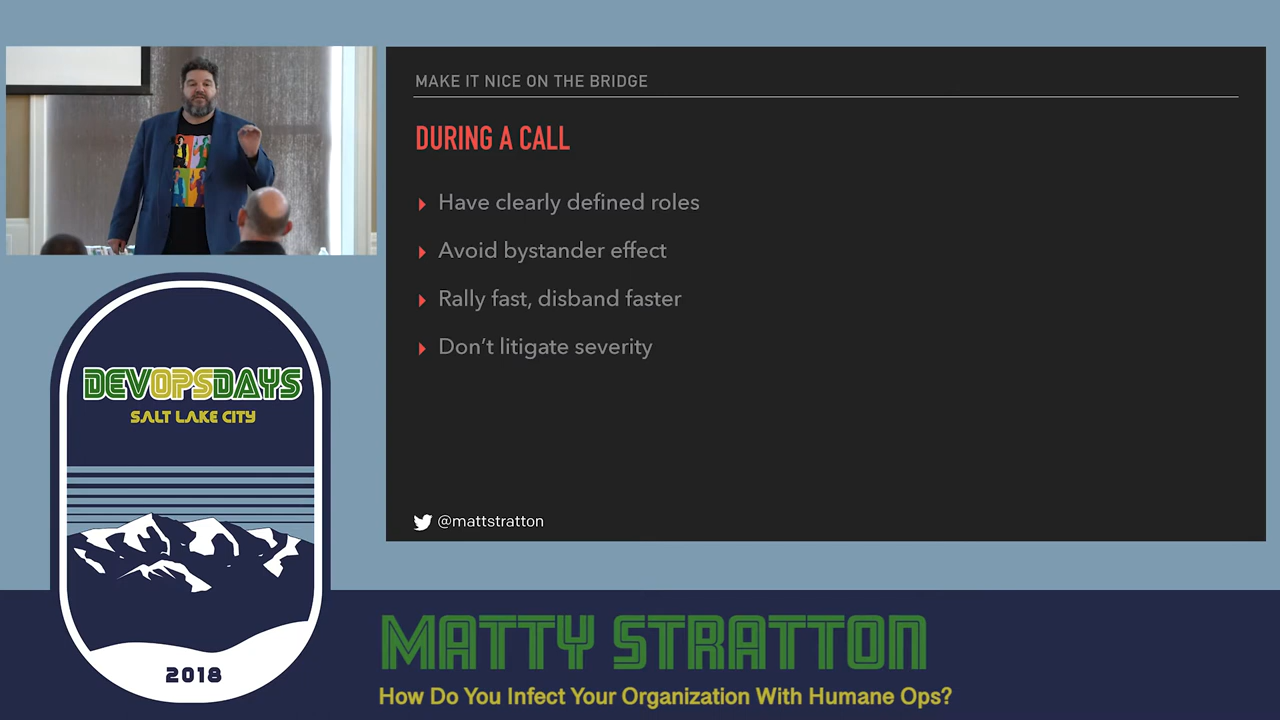 MAKE IT NICE ON THE BRIDGE
DURING A CALL
Have clearly defined roles
Avoid bystander effect
Rally fast, disband faster
Don't litigate severity
@mattstratton
DEVOPSDAYS
SALT LAKE CITY
2018
MATTY STRATTON
How Do You Infect Your Organization With Humane Ops?